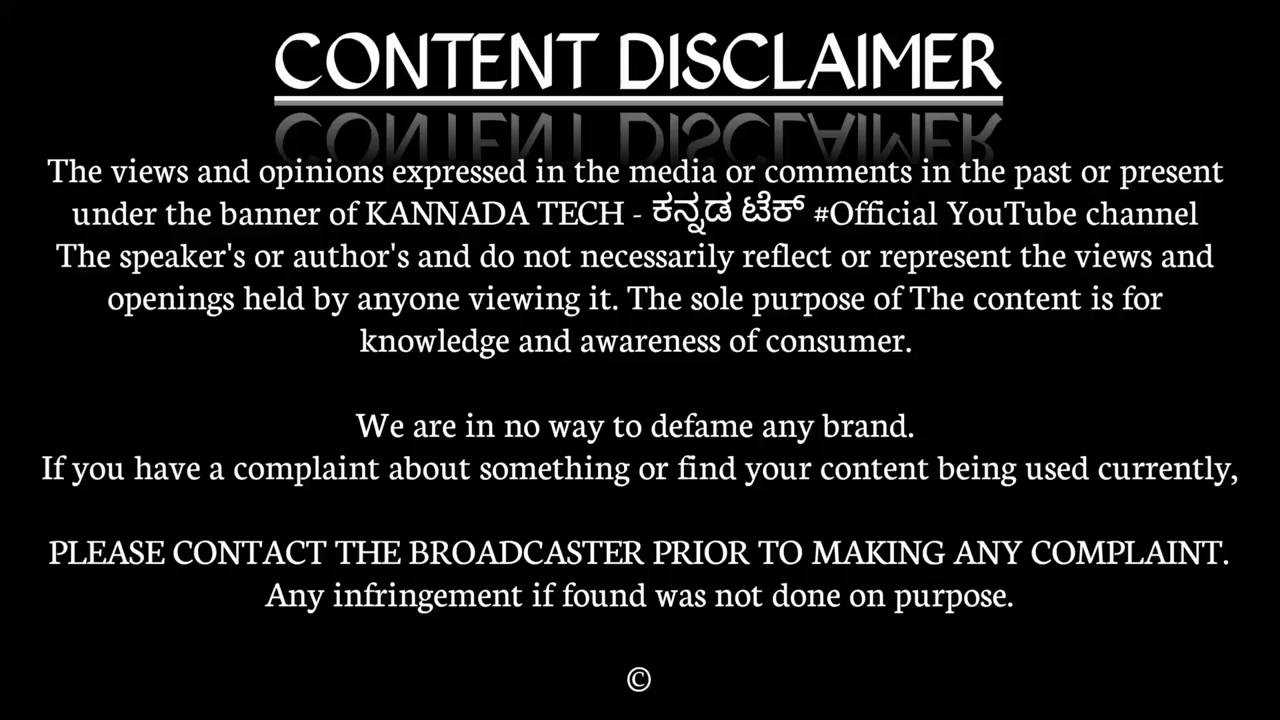 CONTENT DISCLAIMER
The views and opinions expressed in the media or comments in the past or present
under the banner of KANNADA TECH - ಕನ್ನಡ ಟೆಕ್ #Official YouTube channel
The speaker's or author's and do not necessarily reflect or represent the views and
openings held by anyone viewing it. The sole purpose of The content is for
knowledge and awareness of consumer.
We are in no way to defame any brand.
If you have a complaint about something or find your content being used currently,
PLEASE CONTACT THE BROADCASTER PRIOR TO MAKING ANY COMPLAINT.
Any infringement if found was not done on purpose.
©